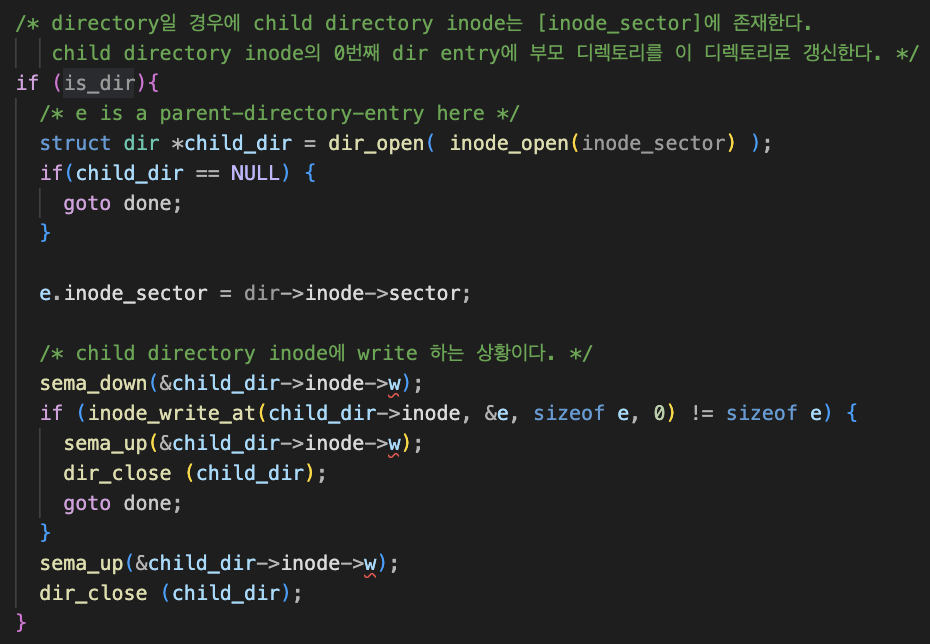 /* directory일 경우에 child directory inode는 [inode_sector]에 존재한다.
child directory inode의 0번째 dir entry에 부모 디렉토리를 이 디렉토리로 갱신한다. */
if (is_dir){
/* e is a parent-directory-entry here */
struct dir *child_dir = dir_open( inode_open(inode_sector) );
if(child_dir == NULL) {
goto done;
}
e.inode_sector = dir->inode->sector;
/* child directory inode에 write 하는 상황이다. */
sema_down(&child_dir->inode->w);
if (inode_write_at(child_dir->inode, &e, sizeof e, 0) != sizeof e) {
sema_up(&child_dir->inode->w);
dir_close (child_dir);
goto done;
}
sema_up(&child_dir->inode->w);
dir_close (child_dir);
}